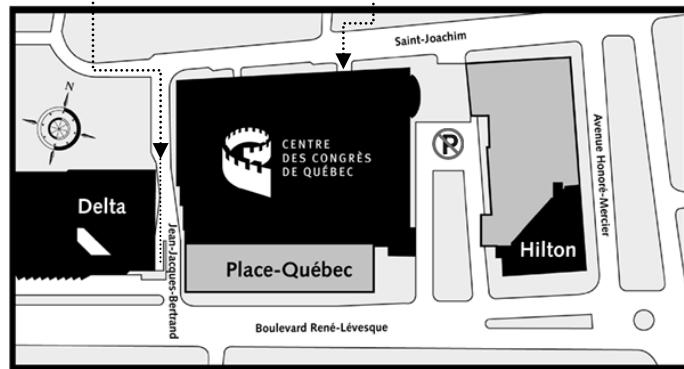 Saint-Joachim
N
CENTRE
DES CONGRÈS
DE QUÉBEC
P
Avenue Honoré-Mercier
Delta
Jean-Jacques-Bertrand
Place-Québec
Hilton
Boulevard René-Lévesque